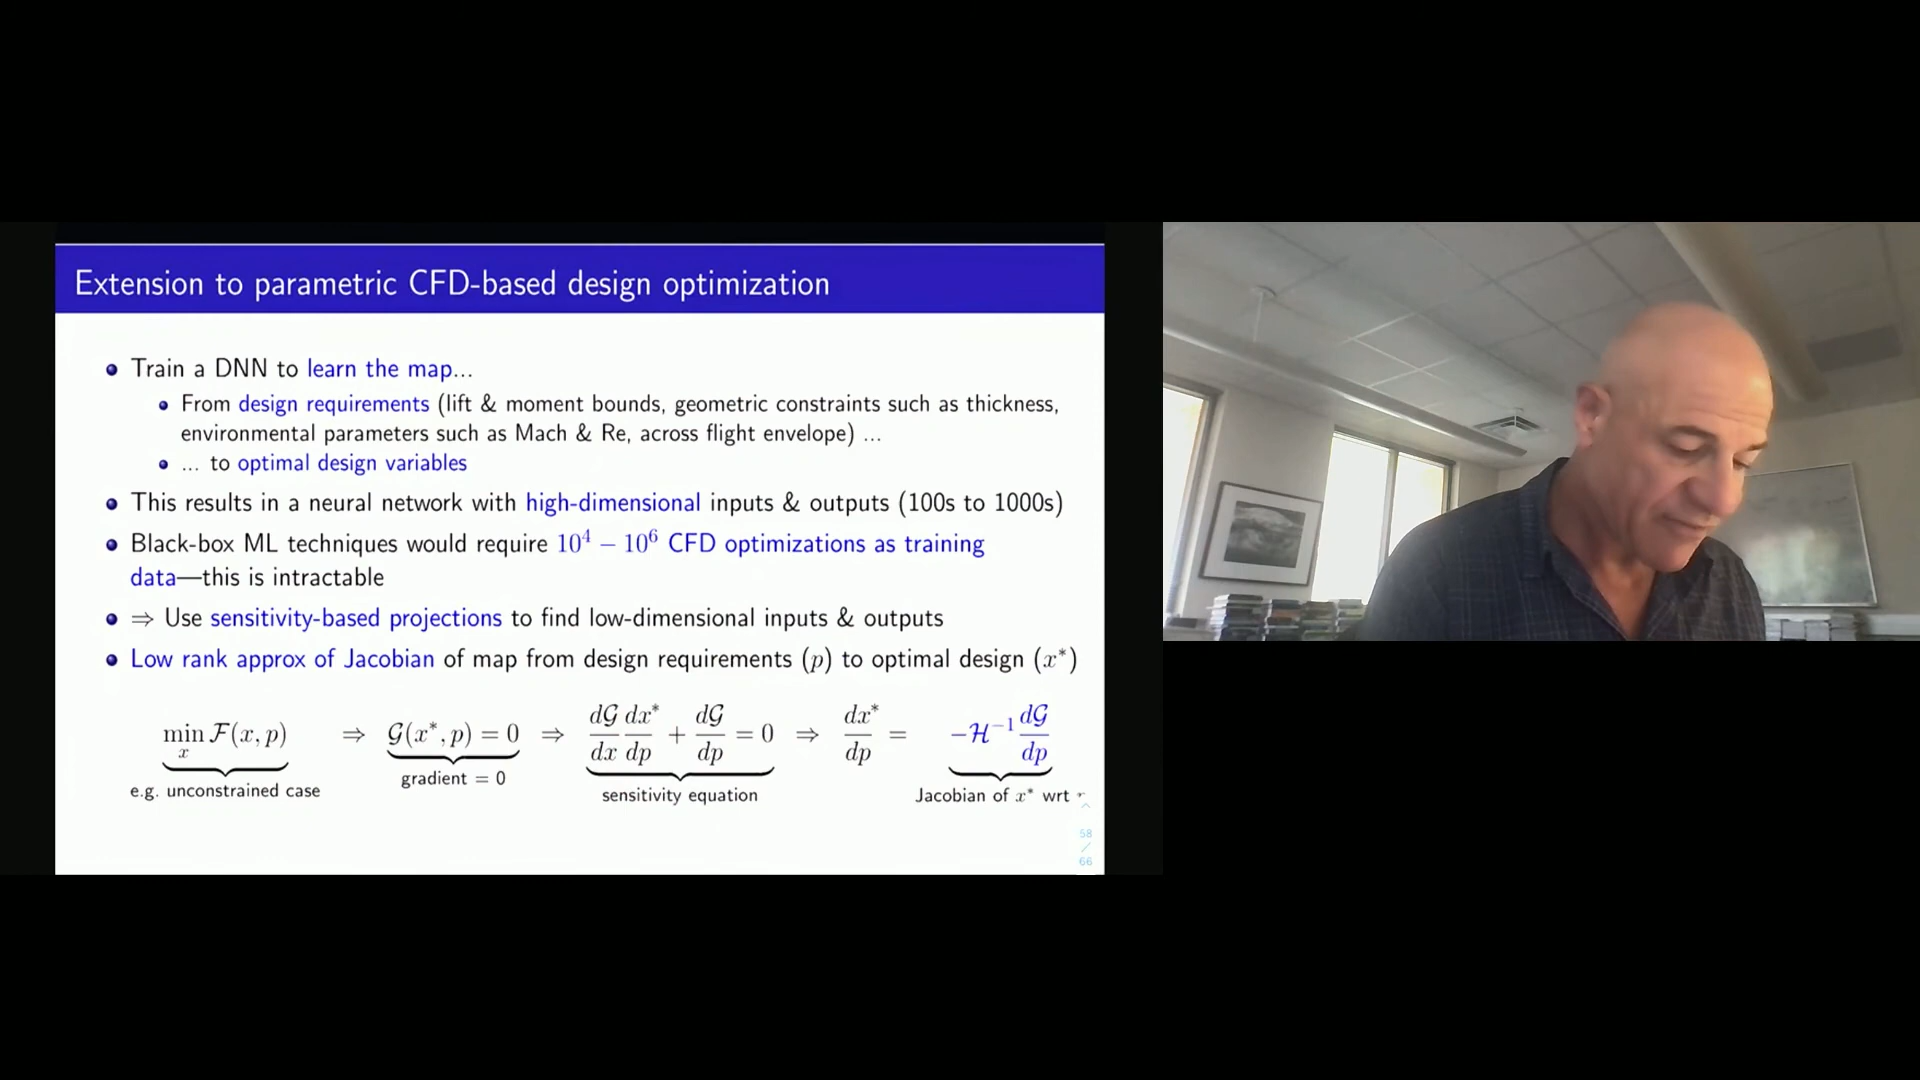 Extension to parametric CFD-based design optimization
Train a DNN to learn the map...
From design requirements (lift & moment bounds, geometric constraints such as thickness,
environmental parameters such as Mach & Re, across flight envelope) ...
... to optimal design variables
This results in a neural network with high-dimensional inputs & outputs (100s to 1000s)
Black-box ML techniques would require 10⁴ – 10⁶ CFD optimizations as training
data—this is intractable
⇒ Use sensitivity-based projections to find low-dimensional inputs & outputs
Low rank approx of Jacobian of map from design requirements (p) to optimal design (x*)
min_x ℱ(x, p) ⇒ 𝒢(x*, p) = 0 ⇒ d𝒢/dx dx*/dp + d𝒢/dp = 0 ⇒ dx*/dp = −ℋ⁻¹ d𝒢/dp
e.g. unconstrained case gradient = 0 sensitivity equation Jacobian of x* wrt
58
/
66